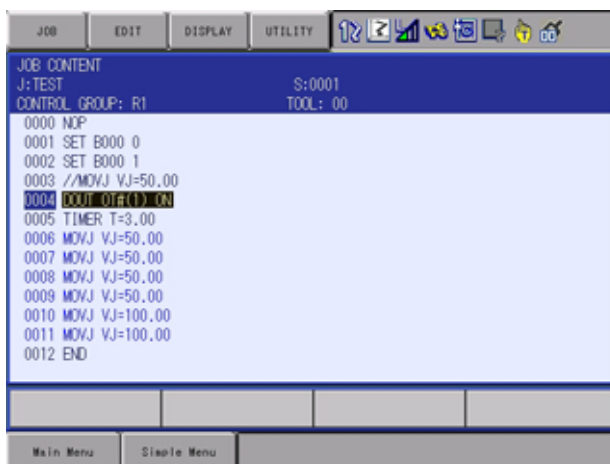 JOB EDIT DISPLAY UTILITY
JOB CONTENT
J:TEST S:0001
CONTROL GROUP: R1 TOOL: 00
0000 NOP
0001 SET B000 0
0002 SET B000 1
0003 //MOVJ VJ=50.00
0004 DOUT OT#(1) ON
0005 TIMER T=3.00
0006 MOVJ VJ=50.00
0007 MOVJ VJ=50.00
0008 MOVJ VJ=50.00
0009 MOVJ VJ=50.00
0010 MOVJ VJ=100.00
0011 MOVJ VJ=100.00
0012 END
Main Menu Simple Menu